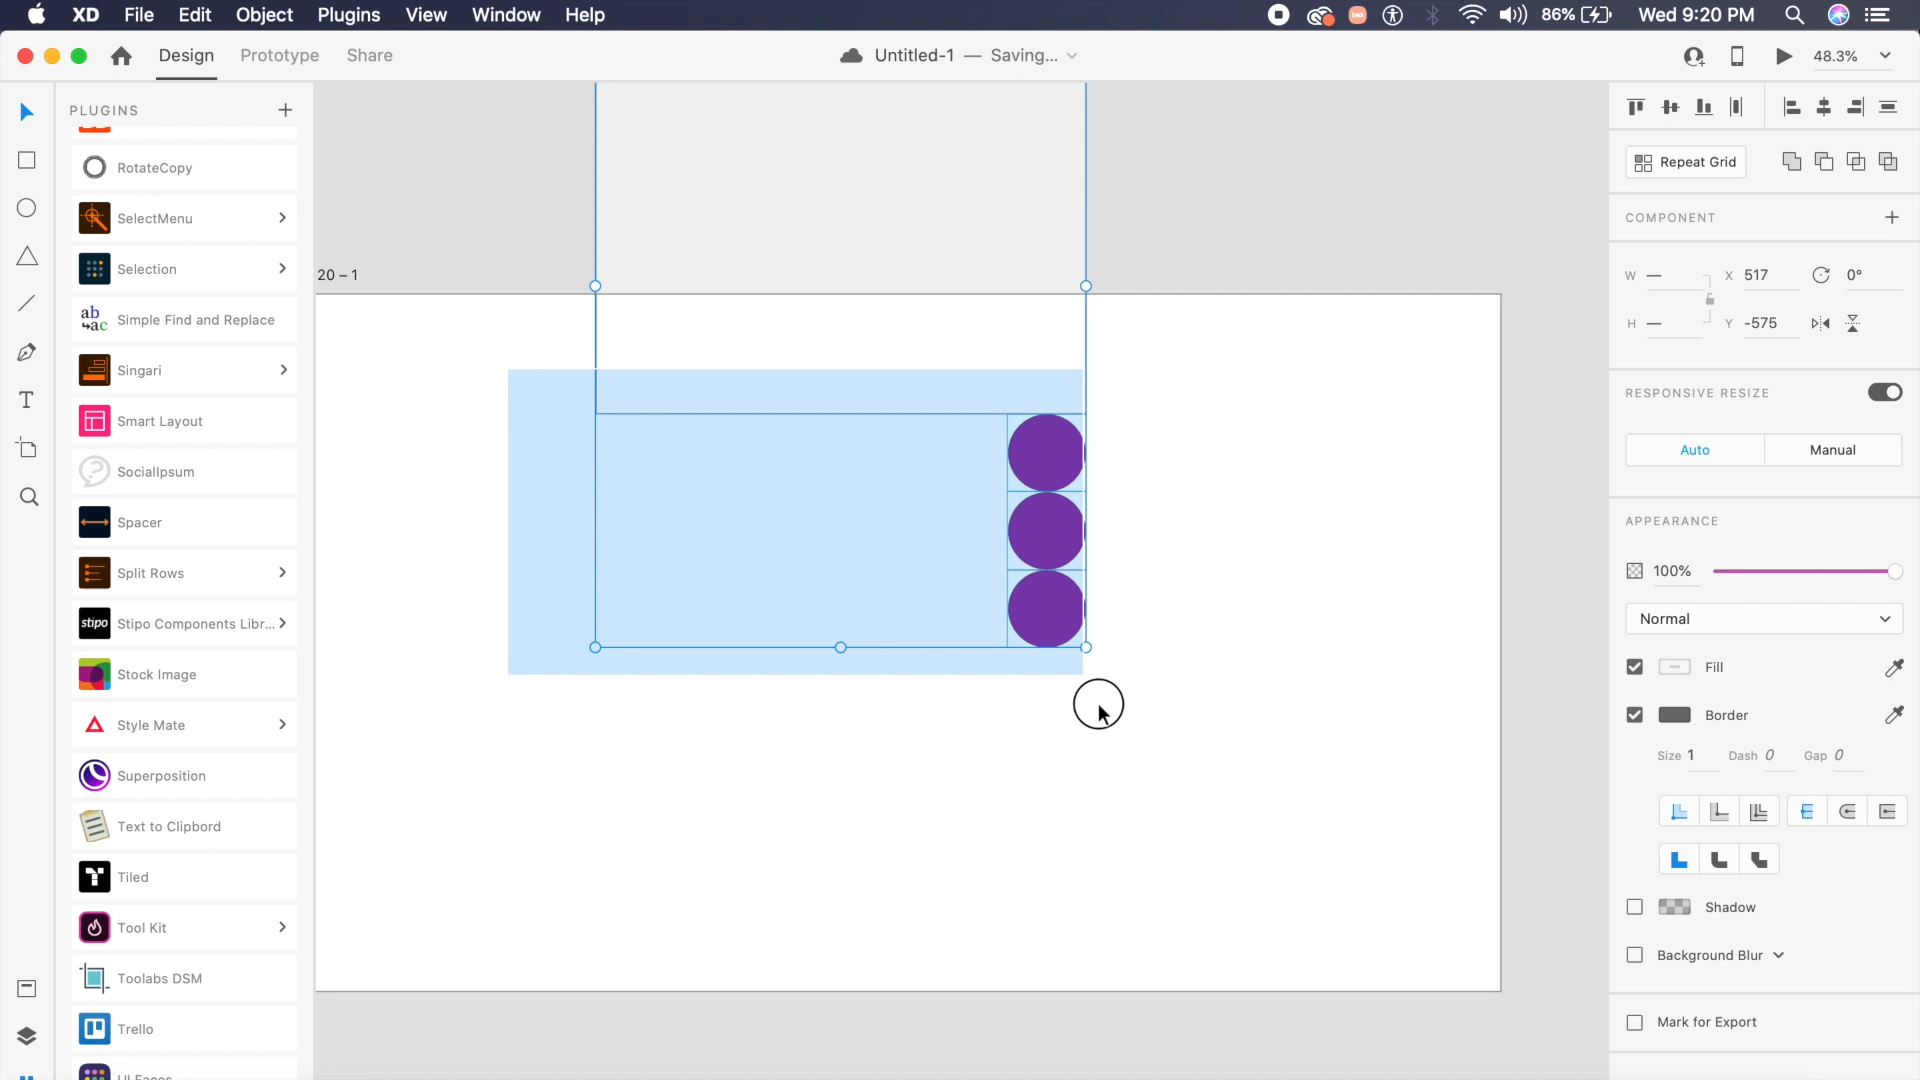 XD File Edit Object Plugins View Window Help 86% Wed 9:20 PM
Design Prototype Share Untitled-1 — Saving... 48.3%
PLUGINS
RotateCopy
SelectMenu
Selection
ab
ac Simple Find and Replace
Singari
Smart Layout
SocialIpsum
Spacer
Split Rows
stipo Stipo Components Libr...
Stock Image
Style Mate
Superposition
Text to Clipbord
Tiled
Tool Kit
Toolabs DSM
Trello
UI Faces
20 – 1
Repeat Grid
COMPONENT
W — X 517 0°
H — Y -575
RESPONSIVE RESIZE
Auto Manual
APPEARANCE
100%
Normal
Fill
Border
Size 1 Dash 0 Gap 0
Shadow
Background Blur
Mark for Export